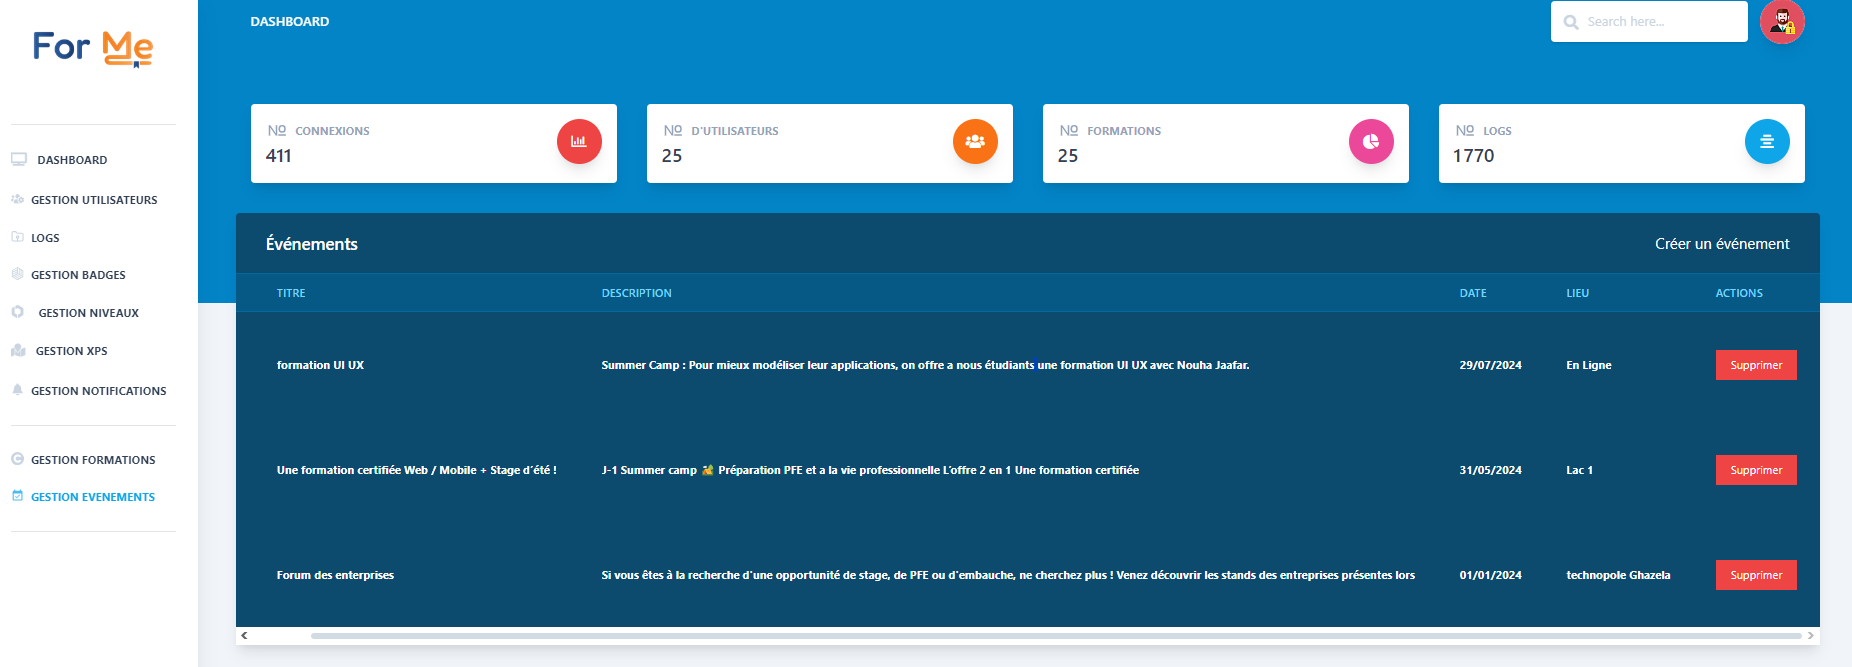 For Me
DASHBOARD
GESTION UTILISATEURS
LOGS
GESTION BADGES
GESTION NIVEAUX
GESTION XPS
GESTION NOTIFICATIONS
GESTION FORMATIONS
GESTION EVENEMENTS
DASHBOARD
Search here...
№ CONNEXIONS
411
№ D'UTILISATEURS
25
№ FORMATIONS
25
№ LOGS
1770
Événements
Créer un événement
TITRE DESCRIPTION DATE LIEU ACTIONS
formation UI UX Summer Camp : Pour mieux modéliser leur applications, on offre a nous étudiants une formation UI UX avec Nouha Jaafar. 29/07/2024 En Ligne Supprimer
Une formation certifiée Web / Mobile + Stage d'été ! J-1 Summer camp 🏕️ Préparation PFE et a la vie professionnelle L'offre 2 en 1 Une formation certifiée 31/05/2024 Lac 1 Supprimer
Forum des enterprises Si vous êtes à la recherche d'une opportunité de stage, de PFE ou d'embauche, ne cherchez plus ! Venez découvrir les stands des entreprises présentes lors 01/01/2024 technopole Ghazela Supprimer